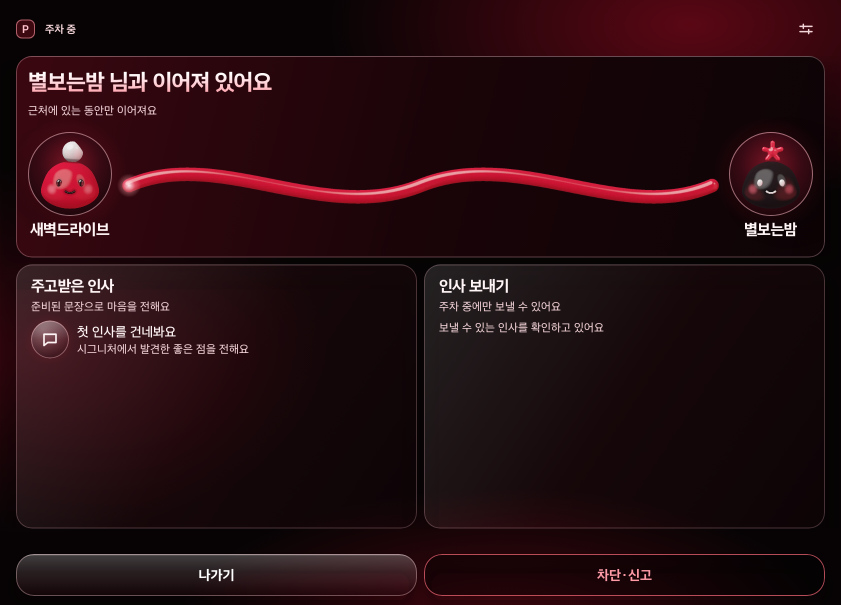 P 주차 중
별보는밤 님과 이어져 있어요
근처에 있는 동안만 이어져요
새벽드라이브
별보는밤
주고받은 인사
준비된 문장으로 마음을 전해요
첫 인사를 건네봐요
시그니처에서 발견한 좋은 점을 전해요
인사 보내기
주차 중에만 보낼 수 있어요
보낼 수 있는 인사를 확인하고 있어요
나가기
차단·신고